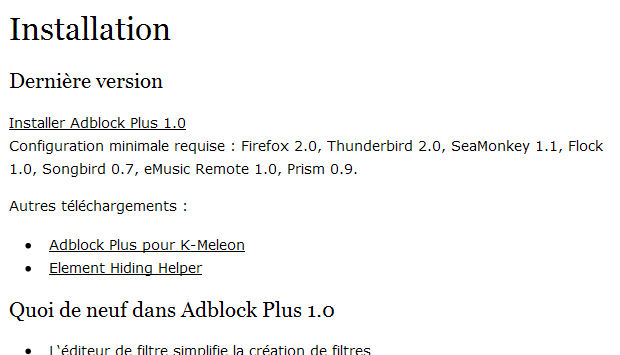 Installation
Dernière version
Installer Adblock Plus 1.0
Configuration minimale requise : Firefox 2.0, Thunderbird 2.0, SeaMonkey 1.1, Flock
1.0, Songbird 0.7, eMusic Remote 1.0, Prism 0.9.
Autres téléchargements :
• Adblock Plus pour K-Meleon
• Element Hiding Helper
Quoi de neuf dans Adblock Plus 1.0
• L'éditeur de filtre simplifie la création de filtres